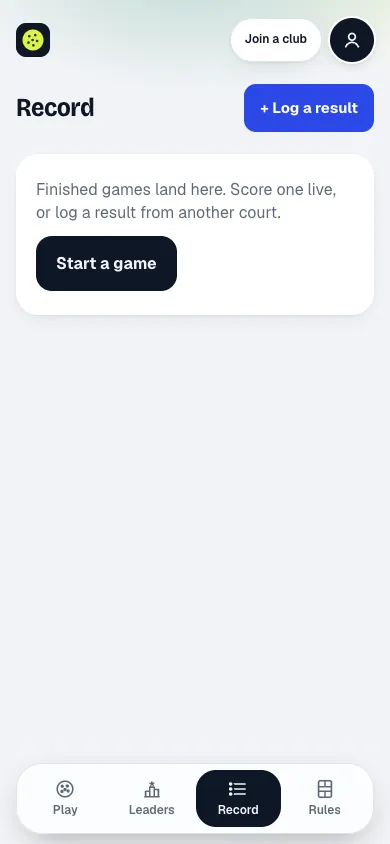 Join a club
Record
+ Log a result
Finished games land here. Score one live,
or log a result from another court.
Start a game
Play
Leaders
Record
Rules